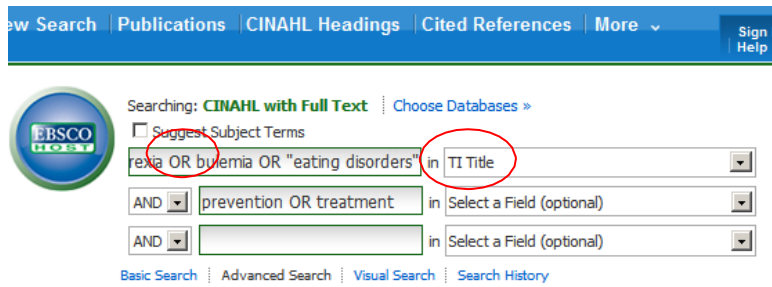 ew Search Publications CINAHL Headings Cited References More
Sign
Help
EBSCO
HOST
Searching: CINAHL with Full Text Choose Databases »
Suggest Subject Terms
rexia OR bulemia OR "eating disorders" in TI Title
AND prevention OR treatment in Select a Field (optional)
AND in Select a Field (optional)
Basic Search Advanced Search Visual Search Search History